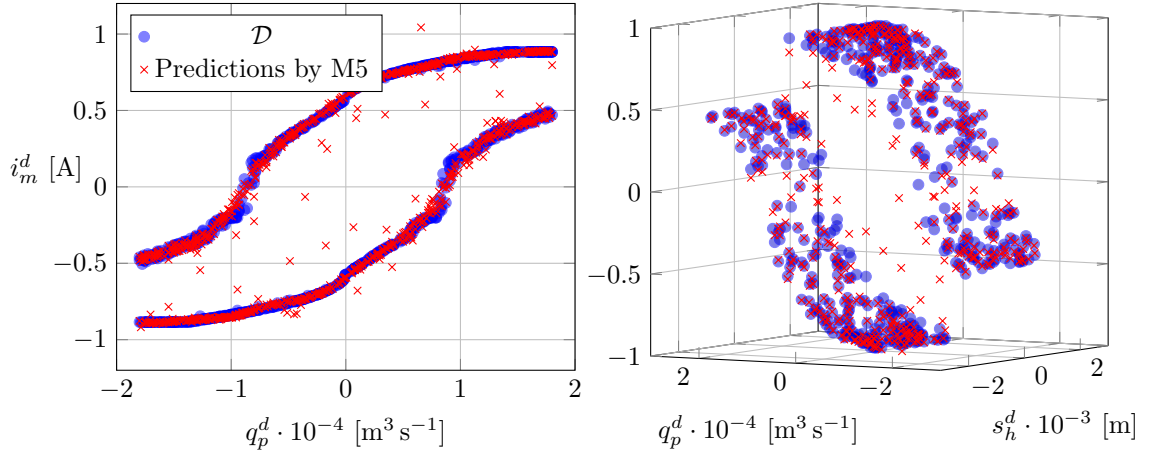 𝒟
Predictions by M5
1
0.5
0
−0.5
−1
i_m^d [A]
−2 −1 0 1 2
q_p^d · 10^−4 [m^3 s^−1]
1
0.5
0
−0.5
−1
2 0 −2
−2 0 2
q_p^d · 10^−4 [m^3 s^−1]
s_h^d · 10^−3 [m]